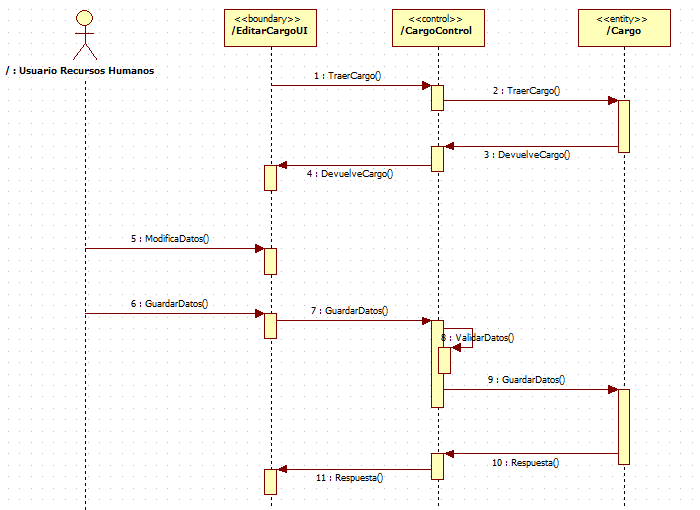 <<boundary>>
/EditarCargoUI
<<control>>
/CargoControl
<<entity>>
/Cargo
/ : Usuario Recursos Humanos
1 : TraerCargo()
2 : TraerCargo()
3 : DevuelveCargo()
4 : DevuelveCargo()
5 : ModificaDatos()
6 : GuardarDatos()
7 : GuardarDatos()
8 : ValidarDatos()
9 : GuardarDatos()
10 : Respuesta()
11 : Respuesta()